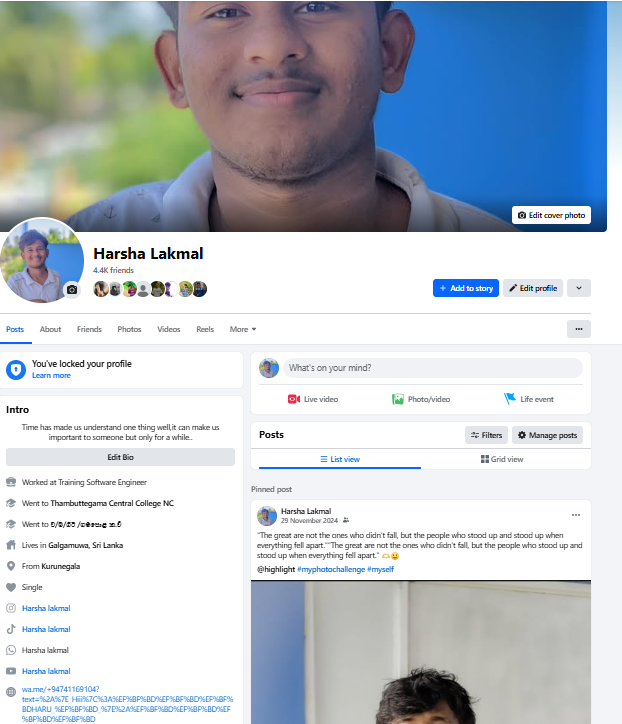 Edit cover photo
Harsha Lakmal
4.4K friends
Add to story
Edit profile
Posts
About
Friends
Photos
Videos
Reels
More
You've locked your profile
Learn more
Intro
Time has made us understand one thing well,it can make us
important to someone but only for a while..
Edit Bio
Worked at Training Software Engineer
Went to Thambuttegama Central College NC
Went to
Lives in Galgamuwa, Sri Lanka
From Kurunegala
Single
Harsha lakmal
Harsha lakmal
Harsha lakmal
Harsha lakmal
wa.me/+94741169104?
text=%2A%7E_Hiii%7C%3A%EF%BF%BD%EF%BF%BD%EF%BF%
BDHARU_%EF%BF%BD_%7E%2A%EF%BF%BD%EF%BF%BD%EF
%BF%BD%EF%BF%BD
What's on your mind?
Live video
Photo/video
Life event
Posts
Filters
Manage posts
List view
Grid view
Pinned post
Harsha Lakmal
29 November 2024
"The great are not the ones who didn't fall, but the people who stood up and stood up when
everything fell apart.""The great are not the ones who didn't fall, but the people who stood up and
stood up when everything fell apart." 🫶😉
@highlight #myphotochallenge #myself